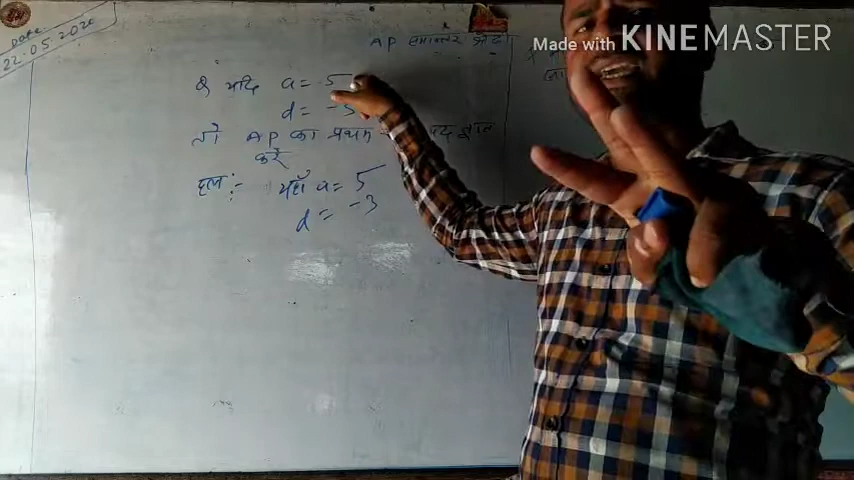 Date
22.05.2020
Made with KINEMASTER
AP समान्तर श्रेढ़ी
यदि a = 5
d = -3
तो AP का प्रथम पद ज्ञात
करें
हल :- यहाँ a = 5
d = -3